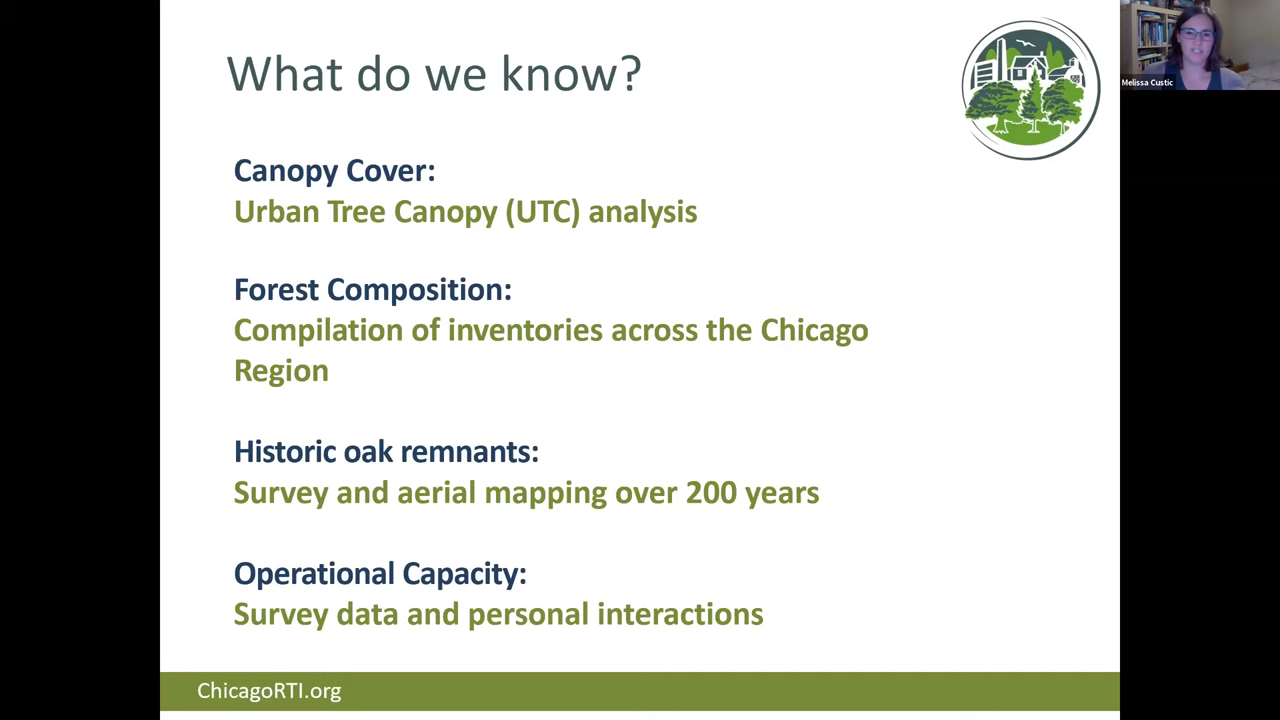 What do we know?
Melissa Custic
Canopy Cover:
Urban Tree Canopy (UTC) analysis
Forest Composition:
Compilation of inventories across the Chicago
Region
Historic oak remnants:
Survey and aerial mapping over 200 years
Operational Capacity:
Survey data and personal interactions
ChicagoRTI.org